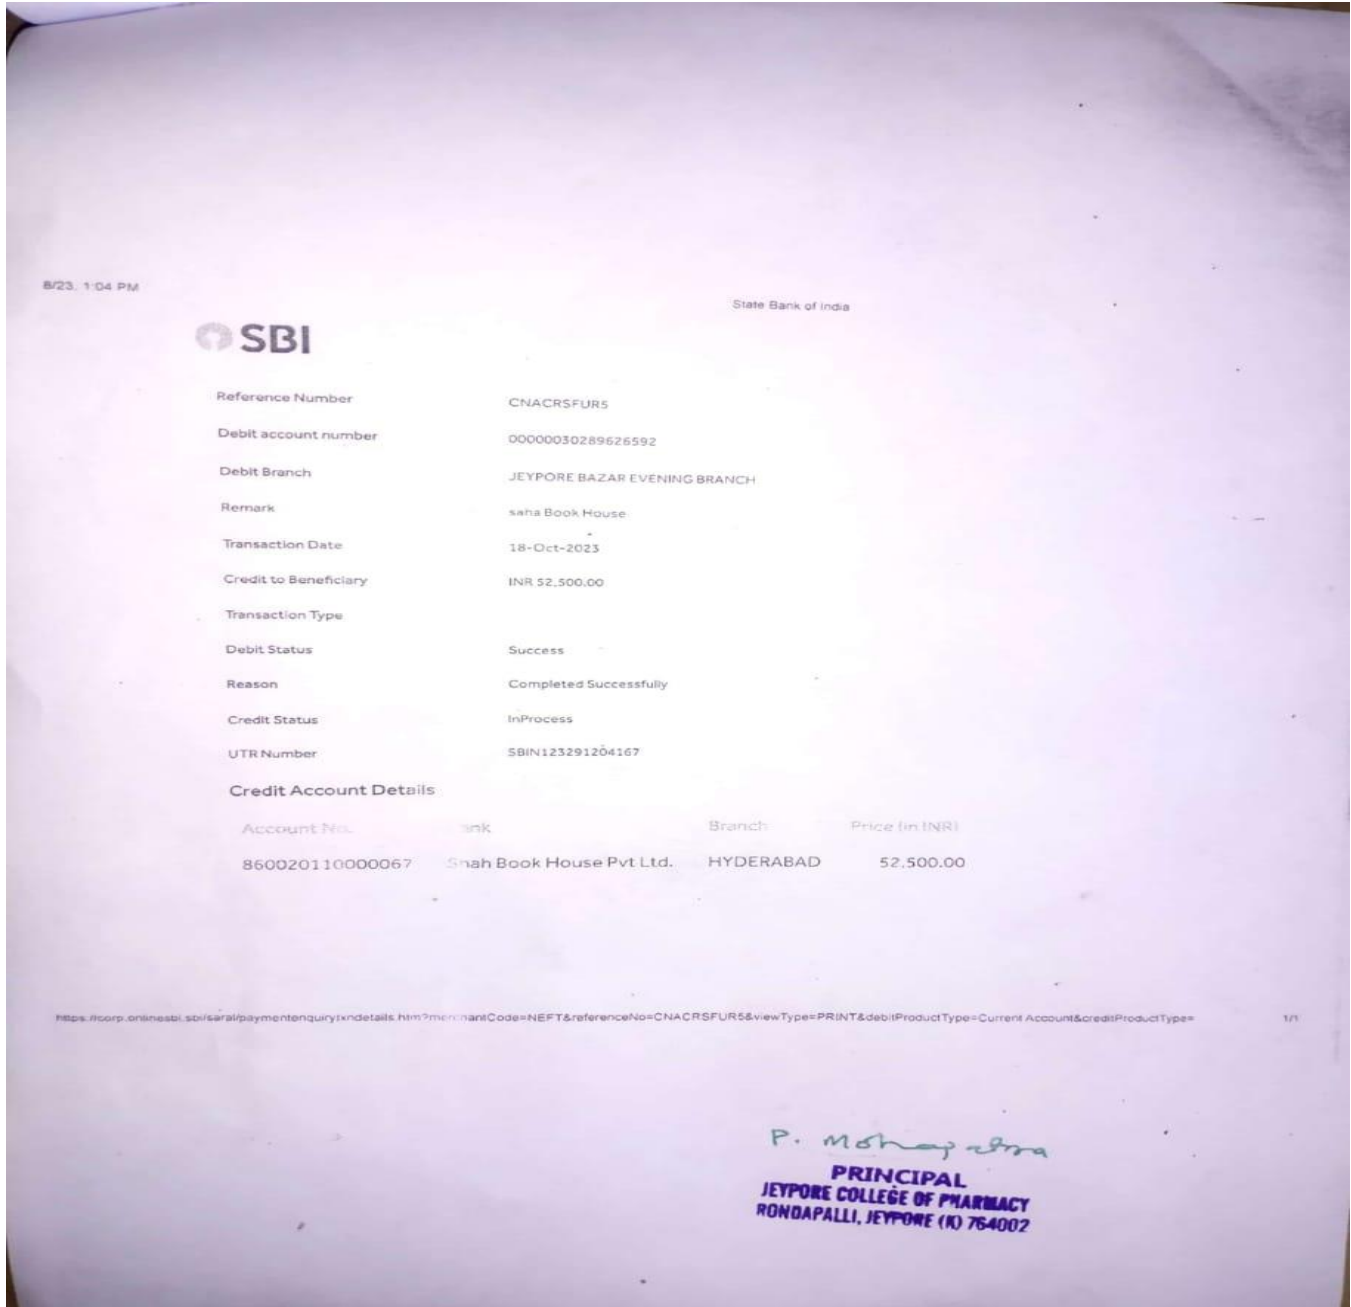 8/23, 1:04 PM
State Bank of India
SBI
Reference Number CNACRSFUR5
Debit account number 00000030289626592
Debit Branch JEYPORE BAZAR EVENING BRANCH
Remark saha Book House
Transaction Date 18-Oct-2023
Credit to Beneficiary INR 52,500.00
Transaction Type
Debit Status Success
Reason Completed Successfully
Credit Status InProcess
UTR Number SBIN123291204167
Credit Account Details
Account No. ank Branch Price (in INR)
860020110000067 Shah Book House Pvt Ltd. HYDERABAD 52,500.00
https://corp.onlinesbi.sbi/saral/paymentenquirytxndetails.htm?merchantCode=NEFT&referenceNo=CNACRSFUR5&viewType=PRINT&debitProductType=Current Account&creditProductType= 1/1
P. Mohapatra
PRINCIPAL
JEYPORE COLLEGE OF PHARMACY
RONDAPALLI, JEYPORE (K) 764002